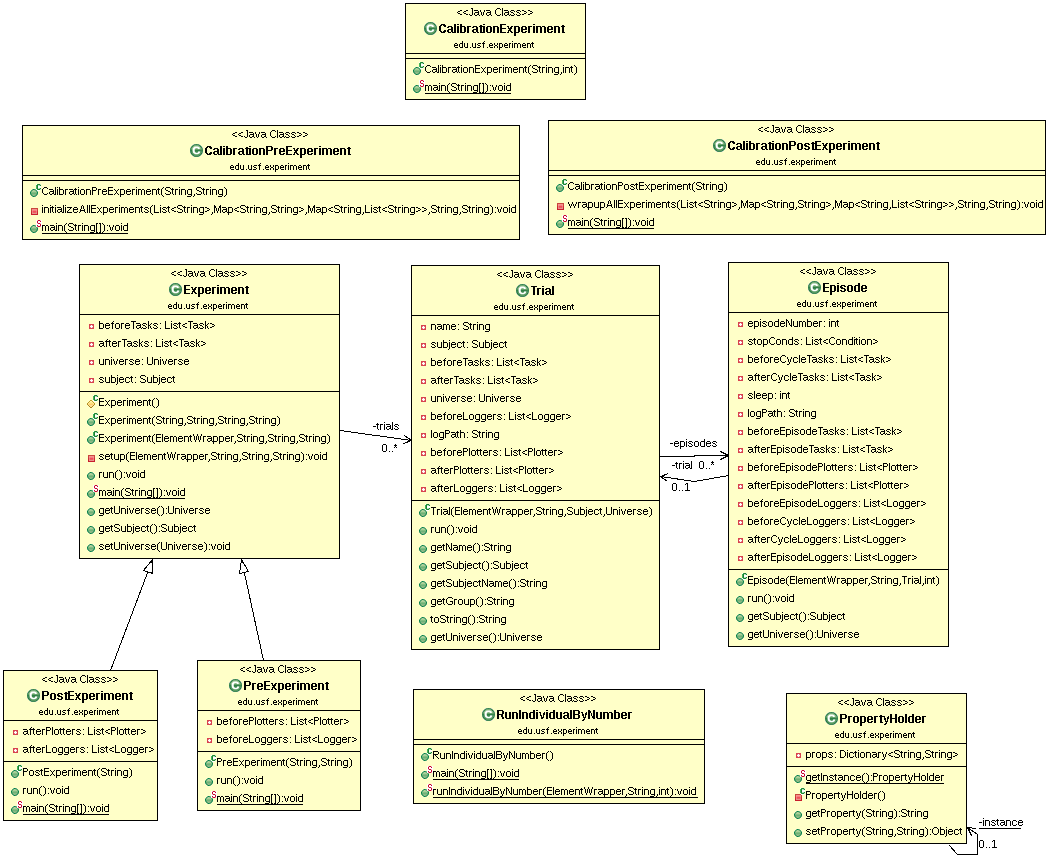 <<Java Class>>
CalibrationExperiment
edu.usf.experiment
CalibrationExperiment(String,int)
main(String[]):void
<<Java Class>>
CalibrationPreExperiment
edu.usf.experiment
CalibrationPreExperiment(String,String)
initializeAllExperiments(List<String>,Map<String,String>,Map<String,List<String>>,String,String):void
main(String[]):void
<<Java Class>>
CalibrationPostExperiment
edu.usf.experiment
CalibrationPostExperiment(String)
wrapupAllExperiments(List<String>,Map<String,String>,Map<String,List<String>>,String,String):void
main(String[]):void
<<Java Class>>
Experiment
edu.usf.experiment
beforeTasks: List<Task>
afterTasks: List<Task>
universe: Universe
subject: Subject
Experiment()
Experiment(String,String,String,String)
Experiment(ElementWrapper,String,String,String)
setup(ElementWrapper,String,String,String):void
run():void
main(String[]):void
getUniverse():Universe
getSubject():Subject
setUniverse(Universe):void
-trials
0..*
<<Java Class>>
Trial
edu.usf.experiment
name: String
subject: Subject
beforeTasks: List<Task>
afterTasks: List<Task>
universe: Universe
beforeLoggers: List<Logger>
logPath: String
beforePlotters: List<Plotter>
afterPlotters: List<Plotter>
afterLoggers: List<Logger>
Trial(ElementWrapper,String,Subject,Universe)
run():void
getName():String
getSubject():Subject
getSubjectName():String
getGroup():String
toString():String
getUniverse():Universe
-episodes
-trial 0..*
0..1
<<Java Class>>
Episode
edu.usf.experiment
episodeNumber: int
stopConds: List<Condition>
beforeCycleTasks: List<Task>
afterCycleTasks: List<Task>
sleep: int
logPath: String
beforeEpisodeTasks: List<Task>
afterEpisodeTasks: List<Task>
beforeEpisodePlotters: List<Plotter>
afterEpisodePlotters: List<Plotter>
beforeEpisodeLoggers: List<Logger>
beforeCycleLoggers: List<Logger>
afterCycleLoggers: List<Logger>
afterEpisodeLoggers: List<Logger>
Episode(ElementWrapper,String,Trial,int)
run():void
getSubject():Subject
getUniverse():Universe
<<Java Class>>
PostExperiment
edu.usf.experiment
afterPlotters: List<Plotter>
afterLoggers: List<Logger>
PostExperiment(String)
run():void
main(String[]):void
<<Java Class>>
PreExperiment
edu.usf.experiment
beforePlotters: List<Plotter>
beforeLoggers: List<Logger>
PreExperiment(String,String)
run():void
main(String[]):void
<<Java Class>>
RunIndividualByNumber
edu.usf.experiment
RunIndividualByNumber()
main(String[]):void
runIndividualByNumber(ElementWrapper,String,int):void
<<Java Class>>
PropertyHolder
edu.usf.experiment
props: Dictionary<String,String>
getInstance():PropertyHolder
PropertyHolder()
getProperty(String):String
setProperty(String,String):Object
-instance
0..1